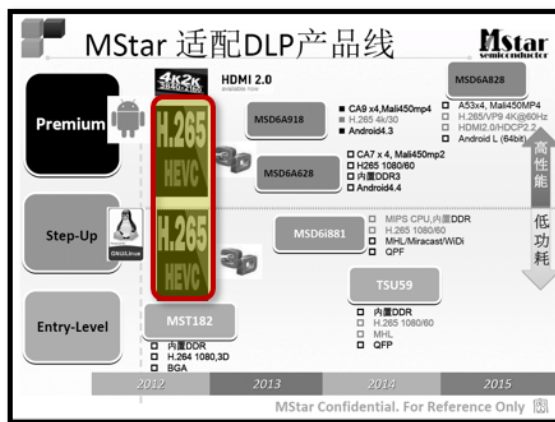 MStar 适配DLP产品线
MStar
semiconductor
4K2K
3840x2160
HDMI 2.0
available now
MSD6A828
Premium
H.265
HEVC
MSD6A918
CA9 x4,Mali450mp4
H.265 4k/30
Android4.3
A53x4, Mali450MP4
H.265/VP9 4K@60Hz
HDMI2.0/HDCP2.2
Android L (64bit)
高性能
3D
MSD6A628
CA7 x 4, Mali450mp2
H265 1080/60
内置DDR3
Android4.4
Step-Up
GNU/Linux
H.265
HEVC
3D
MSD6i881
MIPS CPU,内置DDR
H.265 1080/60
MHL/Miracast/WiDi
QPF
低功耗
TSU59
内置DDR
H.265 1080/60
MHL
QFP
Entry-Level
MST182
内置DDR
H.264 1080,3D
BGA
2012 2013 2014 2015
MStar Confidential. For Reference Only